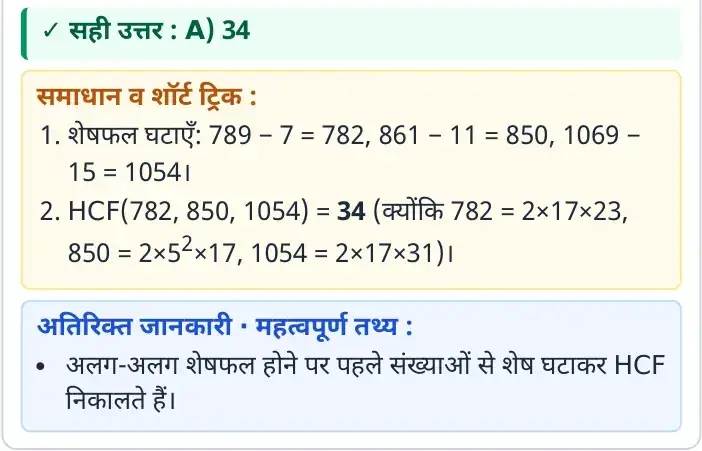 ✓ सही उत्तर : A) 34
समाधान व शॉर्ट ट्रिक :
1. शेषफल घटाएँ: 789 − 7 = 782, 861 − 11 = 850, 1069 −
15 = 1054।
2. HCF(782, 850, 1054) = 34 (क्योंकि 782 = 2×17×23,
850 = 2×5²×17, 1054 = 2×17×31)।
अतिरिक्त जानकारी · महत्वपूर्ण तथ्य :
• अलग-अलग शेषफल होने पर पहले संख्याओं से शेष घटाकर HCF
निकालते हैं।